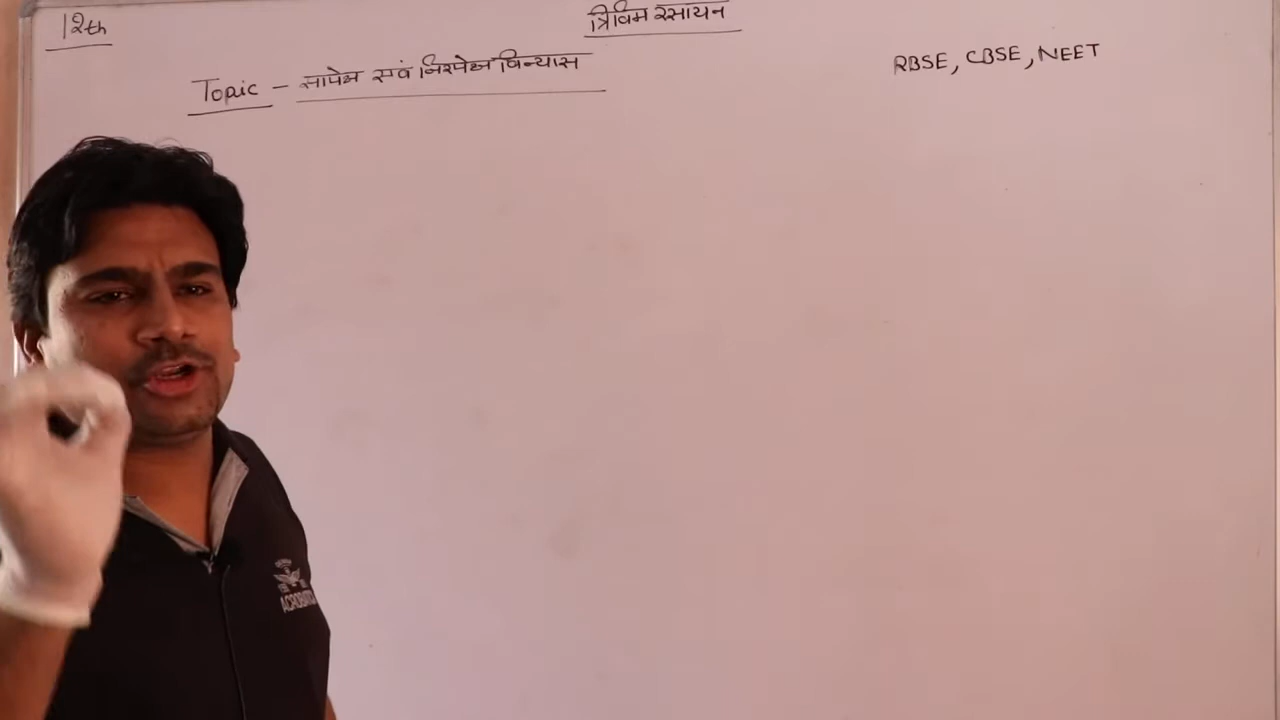 12th
त्रिविम रसायन
RBSE, CBSE, NEET
Topic - सापेक्ष एवं निरपेक्ष विन्यास